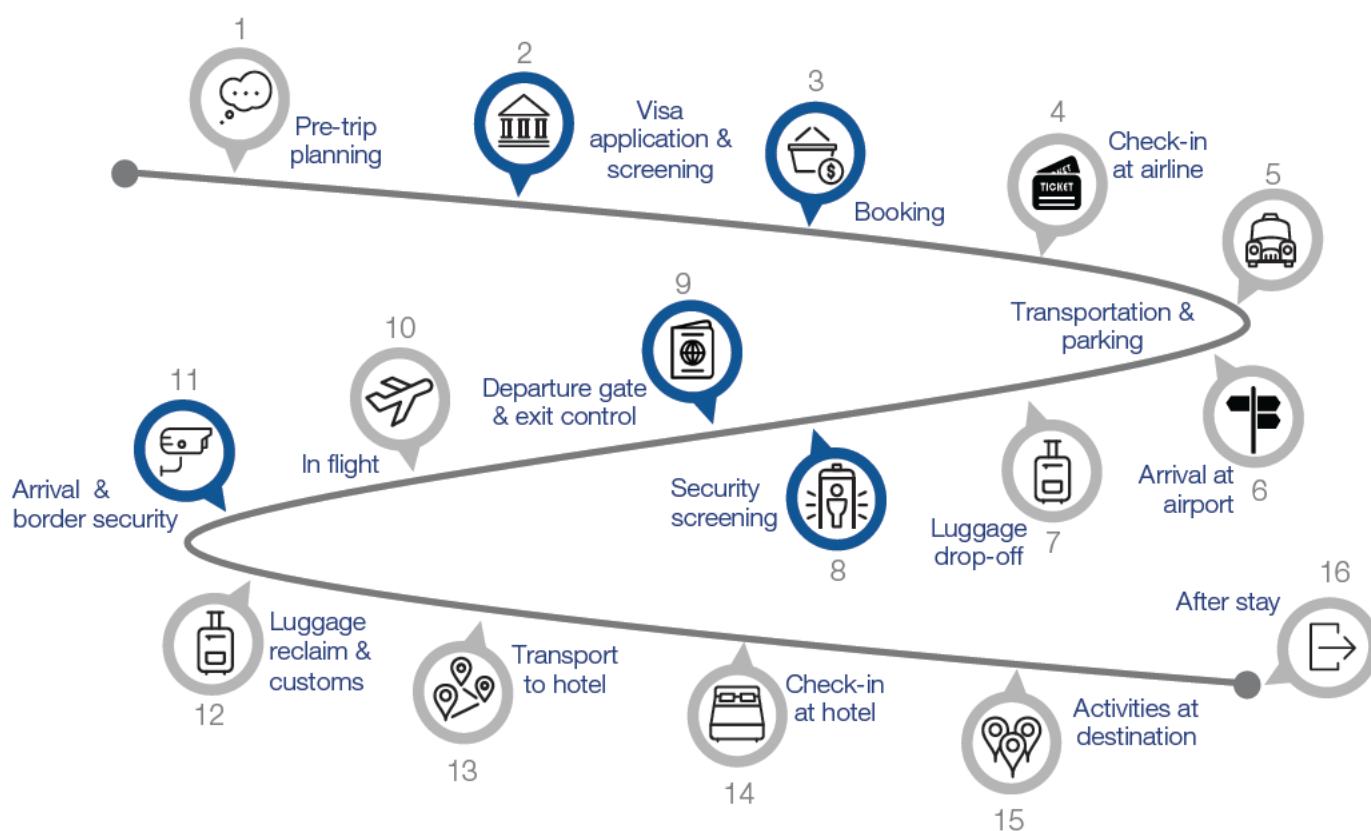 1
Pre-trip
planning
2
Visa
application &
screening
3
Booking
4
Check-in
at airline
TICKET
5
Transportation &
parking
6
Arrival at
airport
7
Luggage
drop-off
8
Security
screening
9
Departure gate
& exit control
10
In flight
11
Arrival &
border security
12
Luggage
reclaim &
customs
13
Transport
to hotel
14
Check-in
at hotel
15
Activities at
destination
16
After stay
$